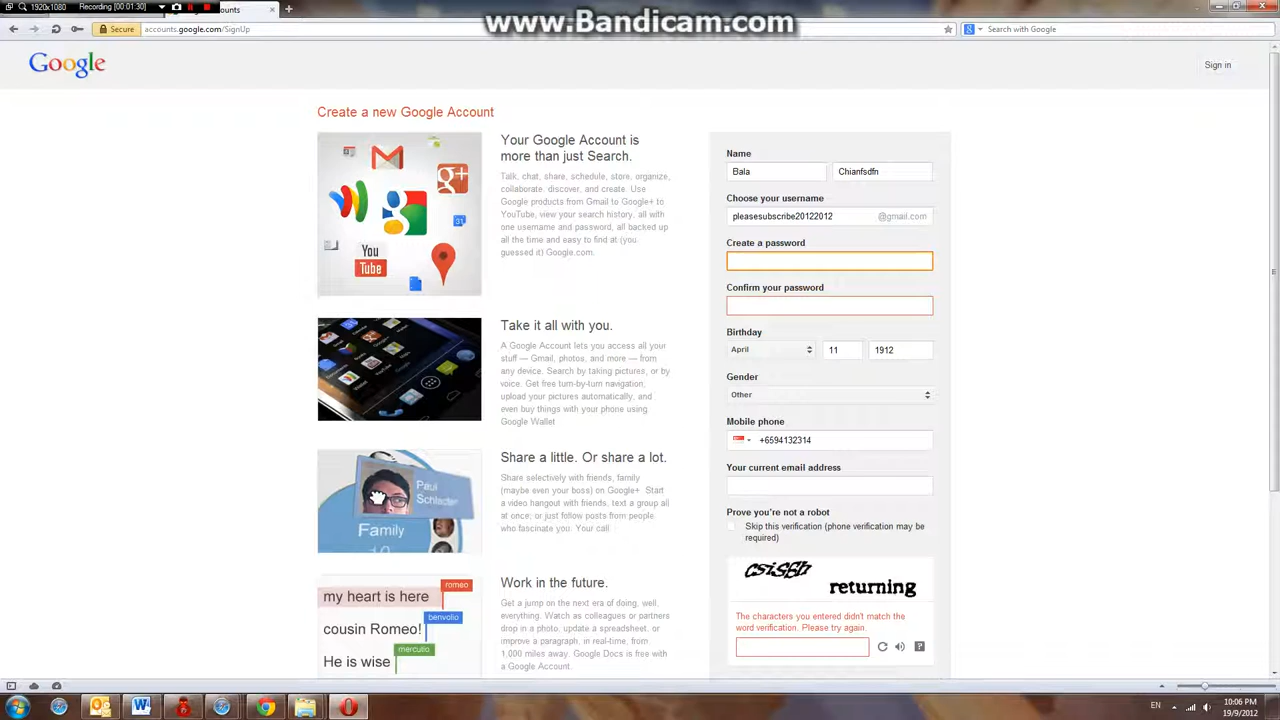 1920x1080 Recording [00:01:30]
www.Bandicam.com
ccounts
Secure accounts.google.com/SignUp
Search with Google
Google
Sign in
Create a new Google Account
You
Tube
31
Your Google Account is
more than just Search.
Talk, chat, share, schedule, store, organize,
collaborate, discover, and create. Use
Google products from Gmail to Google+ to
YouTube, view your search history, all with
one username and password, all backed up
all the time and easy to find at (you
guessed it) Google.com.
Take it all with you.
A Google Account lets you access all your
stuff — Gmail, photos, and more — from
any device. Search by taking pictures, or by
voice. Get free turn-by-turn navigation,
upload your pictures automatically, and
even buy things with your phone using
Google Wallet
Paul
Family
Share a little. Or share a lot.
Share selectively with friends, family
(maybe even your boss) on Google+ Start
a video hangout with friends, text a group all
at once; or just follow posts from people
who fascinate you. Your call
my heart is here
romeo
cousin Romeo!
benvolio
He is wise
mercutio
Work in the future.
Get a jump on the next era of doing, well,
everything. Watch as colleagues or partners
drop in a photo, update a spreadsheet, or
improve a paragraph, in real-time, from
1,000 miles away. Google Docs is free with
a Google Account.
Name
Bala Chianfsdfn
Choose your username
pleasesubscribe20122012 @gmail.com
Create a password
Confirm your password
Birthday
April 11 1912
Gender
Other
Mobile phone
+6594132314
Your current email address
Prove you're not a robot
Skip this verification (phone verification may be
required)
returning
The characters you entered didn't match the
word verification. Please try again.
EN
10:06 PM
19/9/2012